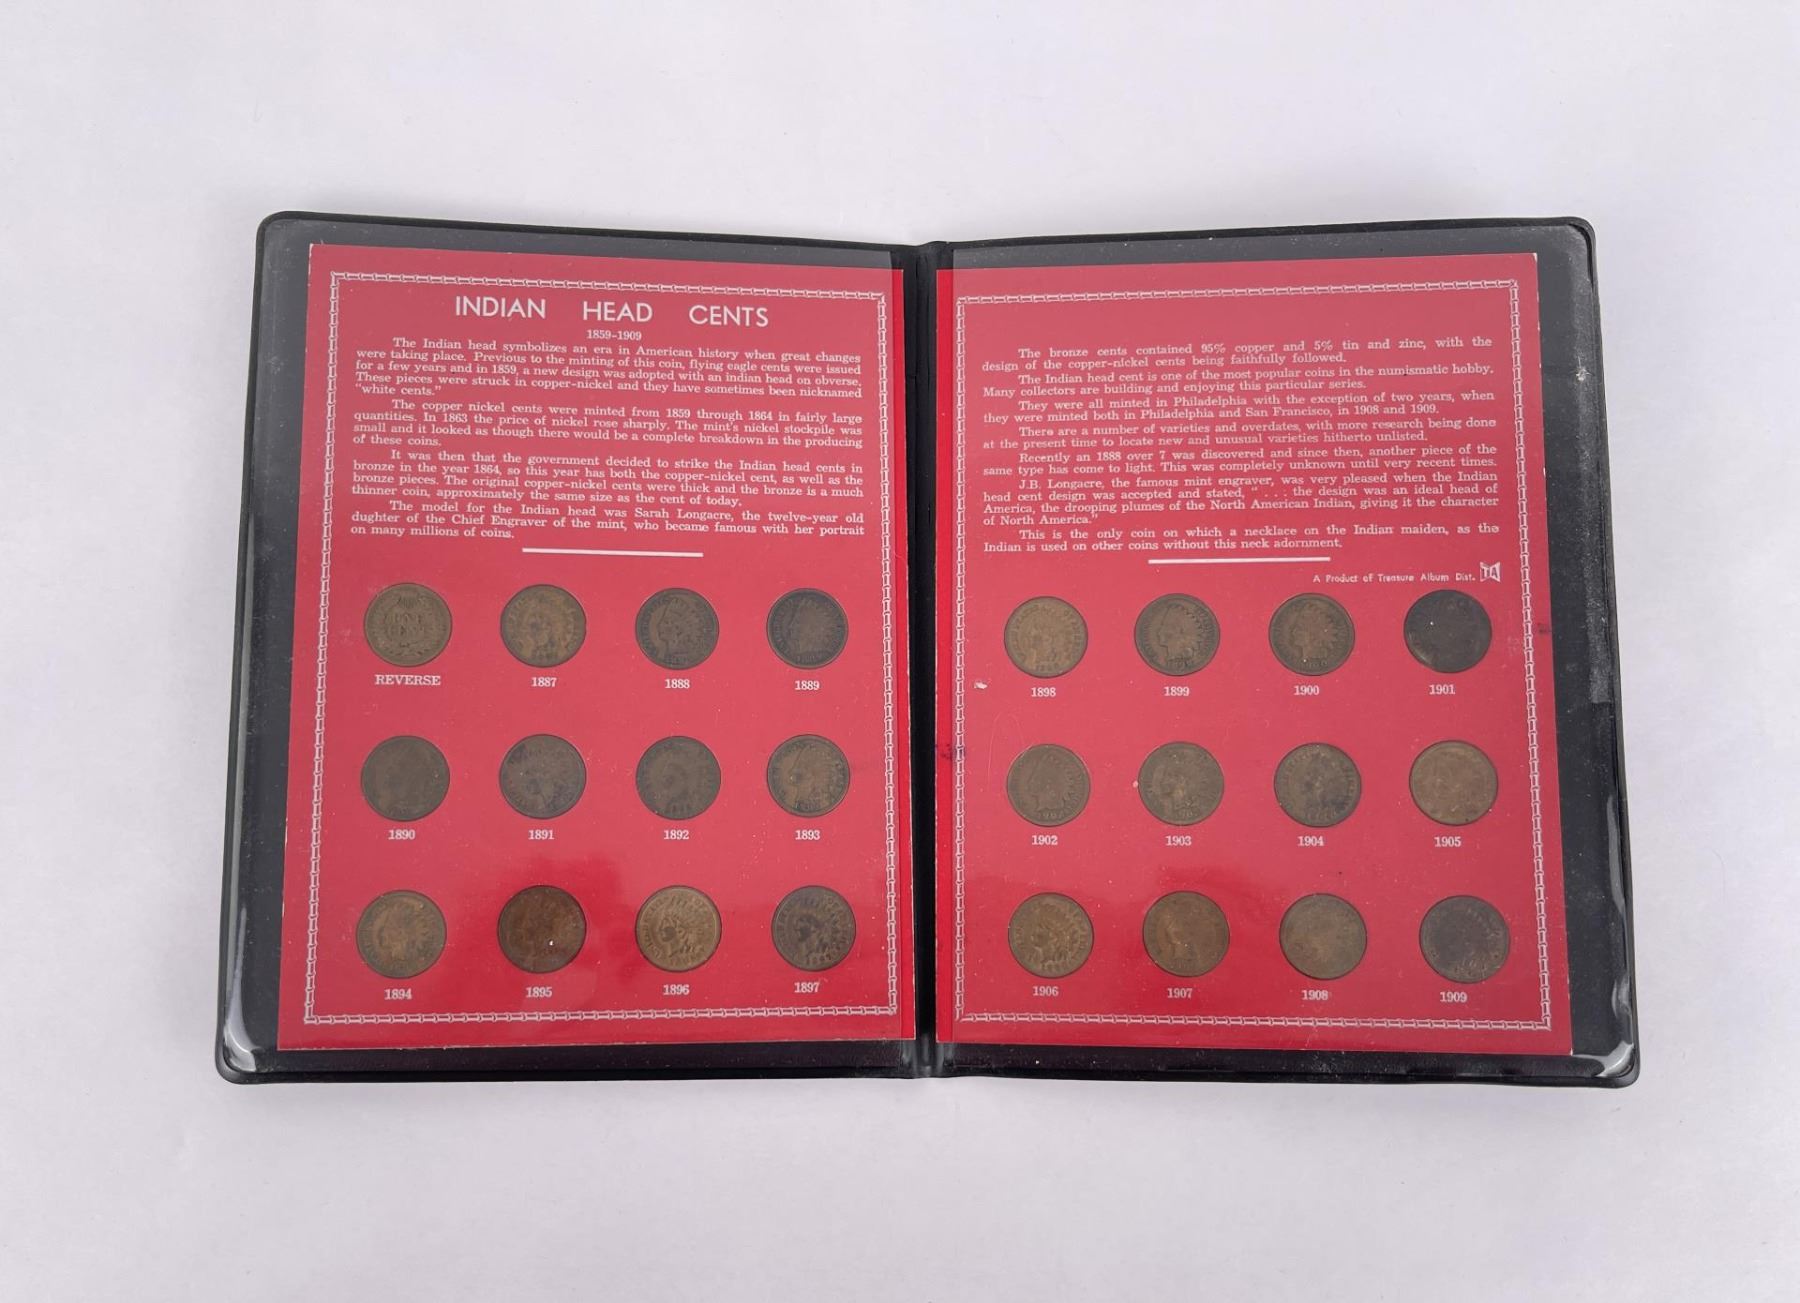 INDIAN HEAD CENTS
1859-1909
The Indian head symbolizes an era in American history when great changes
were taking place. Previous to the minting of this coin, flying eagle cents were issued
for a few years and in 1859, a new design was adopted with an indian head on obverse.
These pieces were struck in copper-nickel and they have sometimes been nicknamed
"white cents."
The copper nickel cents were minted from 1859 through 1864 in fairly large
quantities. In 1863 the price of nickel rose sharply. The mint's nickel stockpile was
small and it looked as though there would be a complete breakdown in the producing
of these coins.
It was then that the government decided to strike the Indian head cents in
bronze in the year 1864, so this year has both the copper-nickel cent, as well as the
bronze pieces. The original copper-nickel cents were thick and the bronze is a much
thinner coin, approximately the same size as the cent of today.
The model for the Indian head was Sarah Longacre, the twelve-year old
dughter of the Chief Engraver of the mint, who became famous with her portrait
on many millions of coins.
ONE
CENT
REVERSE 1887 1888 1889
1890 1891 1892 1893
1894 1895 1896 1897
The bronze cents contained 95% copper and 5% tin and zinc, with the
design of the copper-nickel cents being faithfully followed.
The Indian head cent is one of the most popular coins in the numismatic hobby.
Many collectors are building and enjoying this particular series.
They were all minted in Philadelphia with the exception of two years, when
they were minted both in Philadelphia and San Francisco, in 1908 and 1909.
There are a number of varieties and overdates, with more research being done
at the present time to locate new and unusual varieties hitherto unlisted.
Recently an 1888 over 7 was discovered and since then, another piece of the
same type has come to light. This was completely unknown until very recent times.
J.B. Longacre, the famous mint engraver, was very pleased when the Indian
head cent design was accepted and stated, ". . . the design was an ideal head of
America, the drooping plumes of the North American Indian, giving it the character
of North America."
This is the only coin on which a necklace on the Indian maiden, as the
Indian is used on other coins without this neck adornment.
A Product of Treasure Album Dist. TA
1898 1899 1900 1901
1902 1903 1904 1905
1906 1907 1908 1909